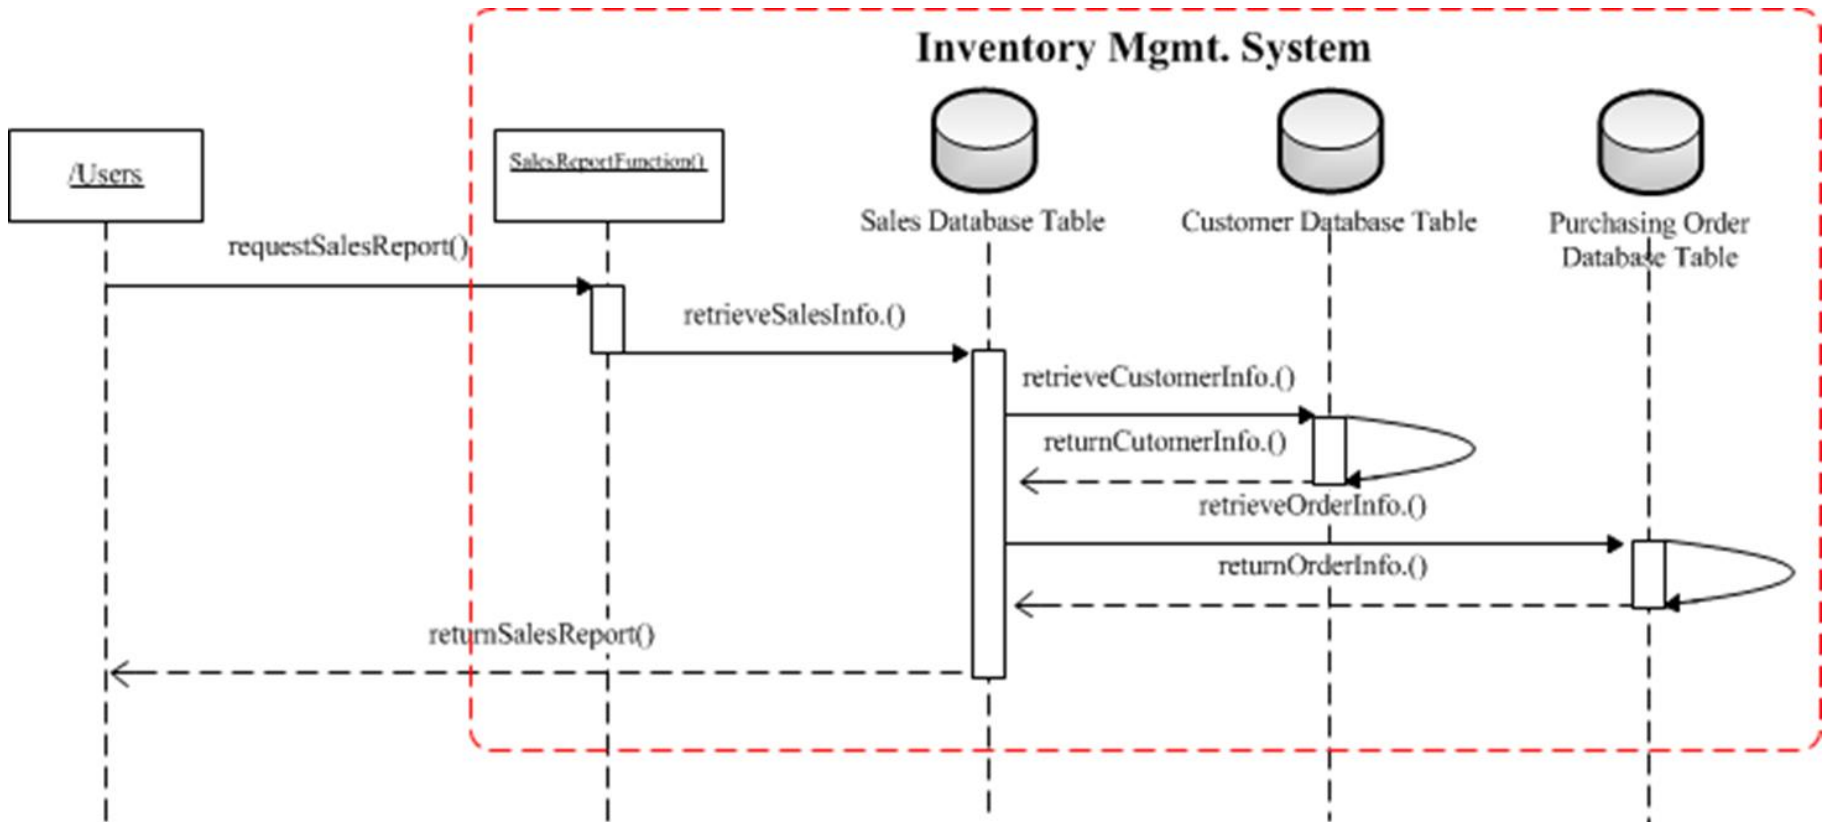 Inventory Mgmt. System
/Users
SalesReportFunction()
Sales Database Table
Customer Database Table
Purchasing Order
Database Table
requestSalesReport()
retrieveSalesInfo.()
retrieveCustomerInfo.()
returnCutomerInfo.()
retrieveOrderInfo.()
returnOrderInfo.()
returnSalesReport()